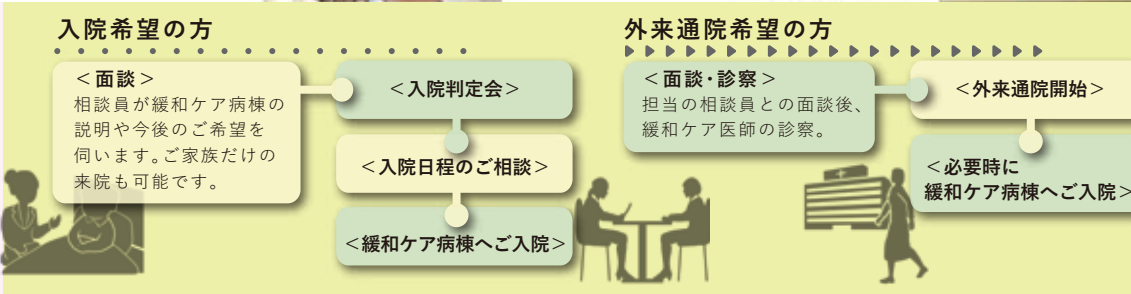 入院希望の方
＜面談＞
相談員が緩和ケア病棟の
説明や今後のご希望を
伺います。ご家族だけの
来院も可能です。
＜入院判定会＞
＜入院日程のご相談＞
＜緩和ケア病棟へご入院＞
外来通院希望の方
＜面談・診察＞
担当の相談員との面談後、
緩和ケア医師の診察。
＜外来通院開始＞
＜必要時に
緩和ケア病棟へご入院＞